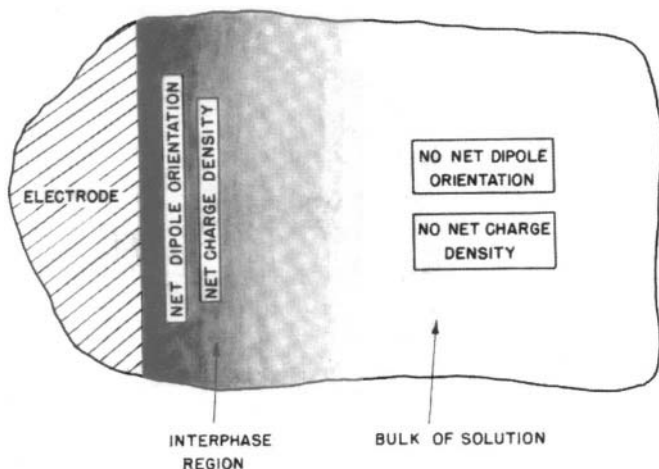 ELECTRODE
NET DIPOLE ORIENTATION
NET CHARGE DENSITY
NO NET DIPOLE
ORIENTATION
NO NET CHARGE
DENSITY
INTERPHASE
REGION
BULK OF SOLUTION